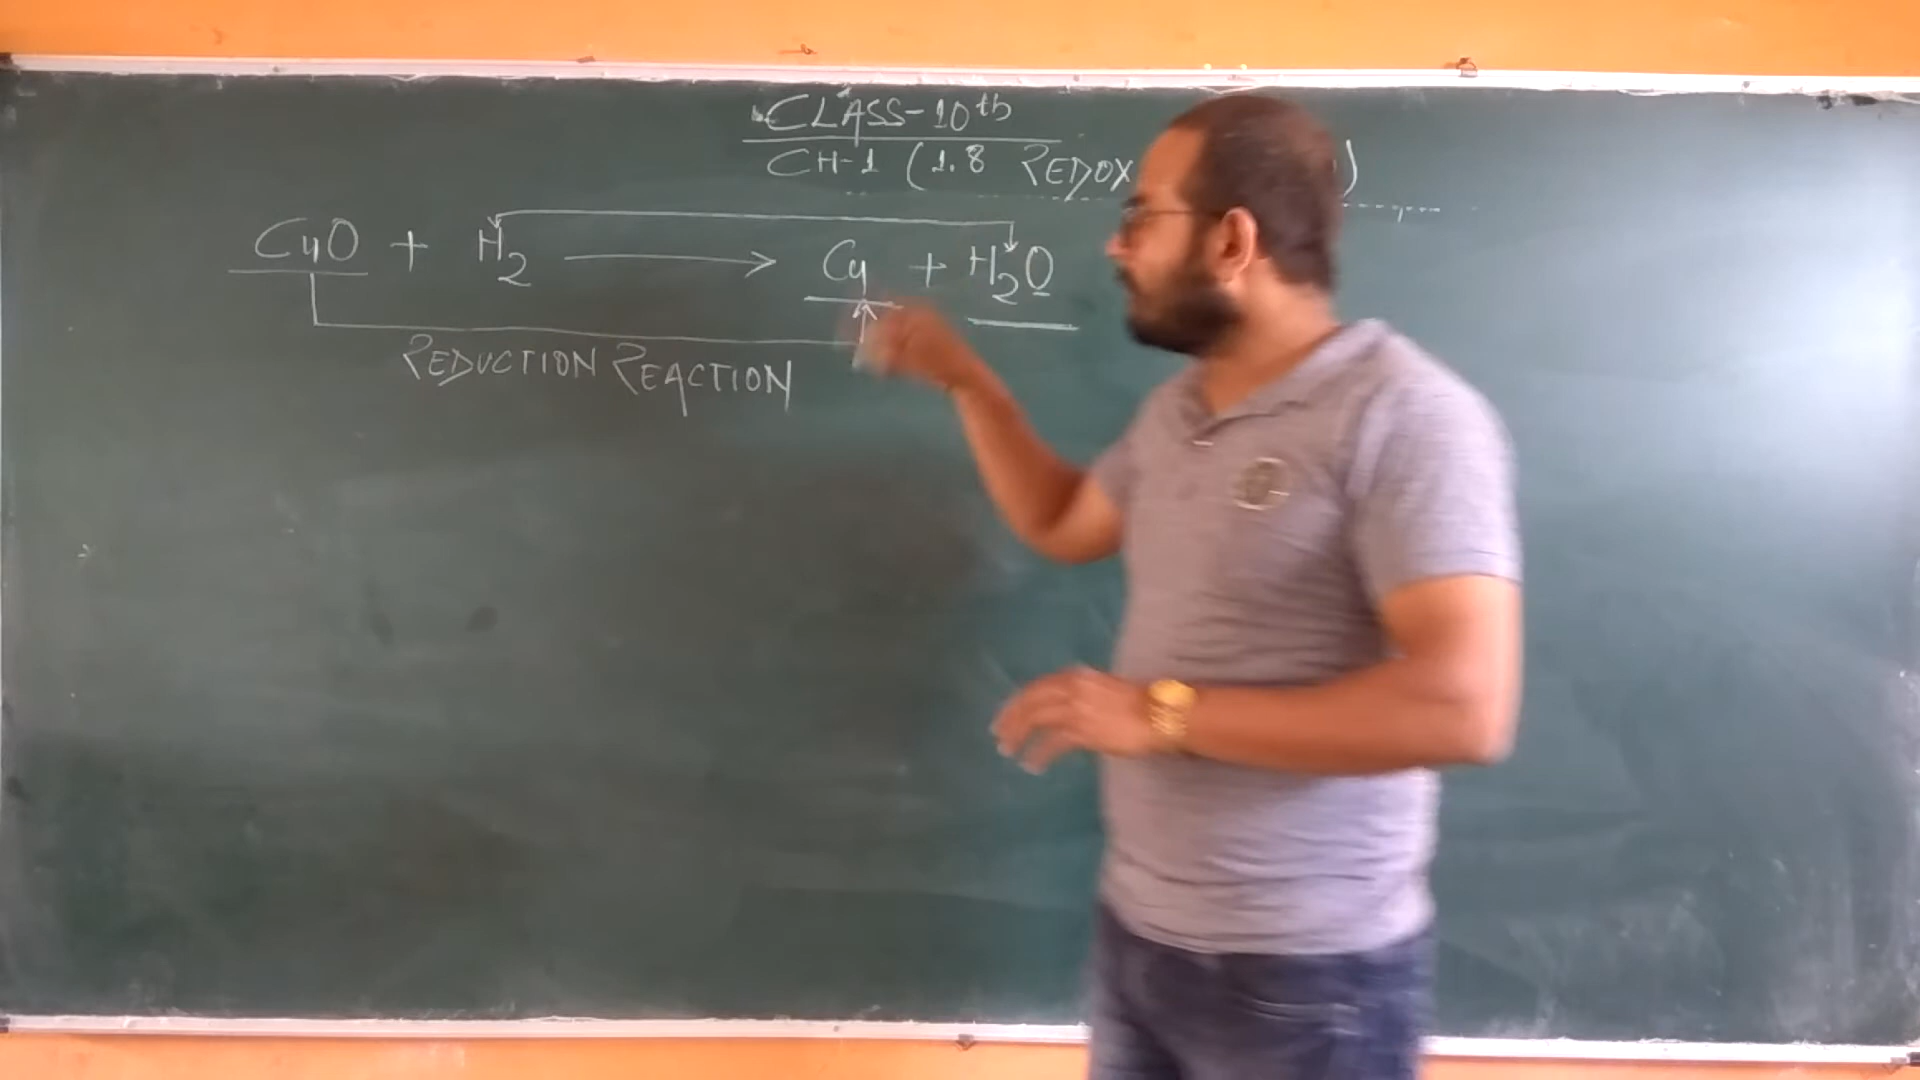 CLASS-10th
CH-1 (1.8 REDOX )
CuO + H2 → Cu + H2O
REDUCTION REACTION